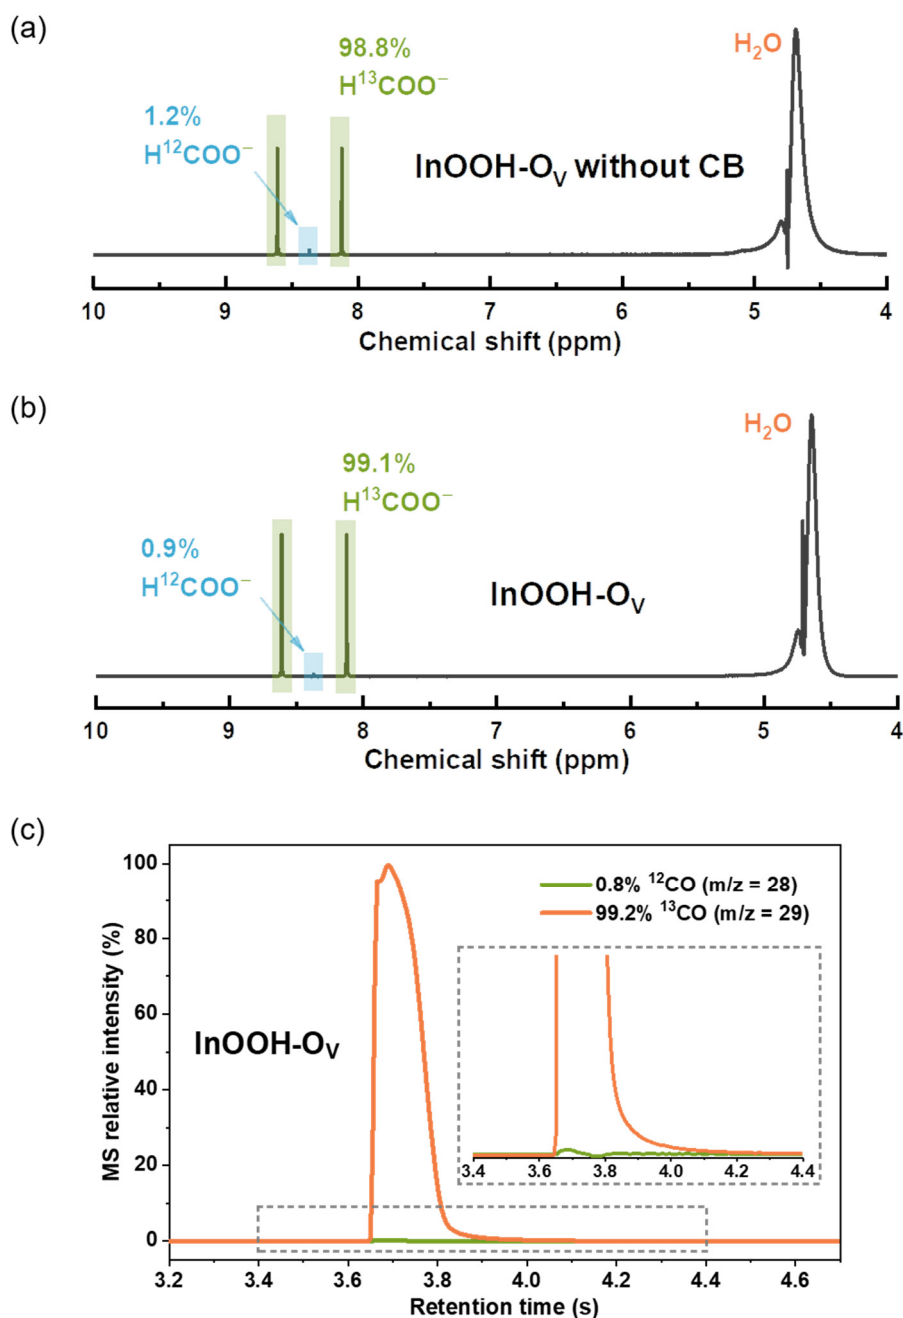 (a)
98.8%
H¹³COO⁻
H₂O
1.2%
H¹²COO⁻
InOOH-Oᵥ without CB
10 9 8 7 6 5 4
Chemical shift (ppm)
(b)
H₂O
99.1%
H¹³COO⁻
0.9%
H¹²COO⁻
InOOH-Oᵥ
10 9 8 7 6 5 4
Chemical shift (ppm)
(c)
MS relative intensity (%)
100
80
60
40
20
0
0.8% ¹²CO (m/z = 28)
99.2% ¹³CO (m/z = 29)
InOOH-Oᵥ
3.4 3.6 3.8 4.0 4.2 4.4
3.2 3.4 3.6 3.8 4.0 4.2 4.4 4.6
Retention time (s)